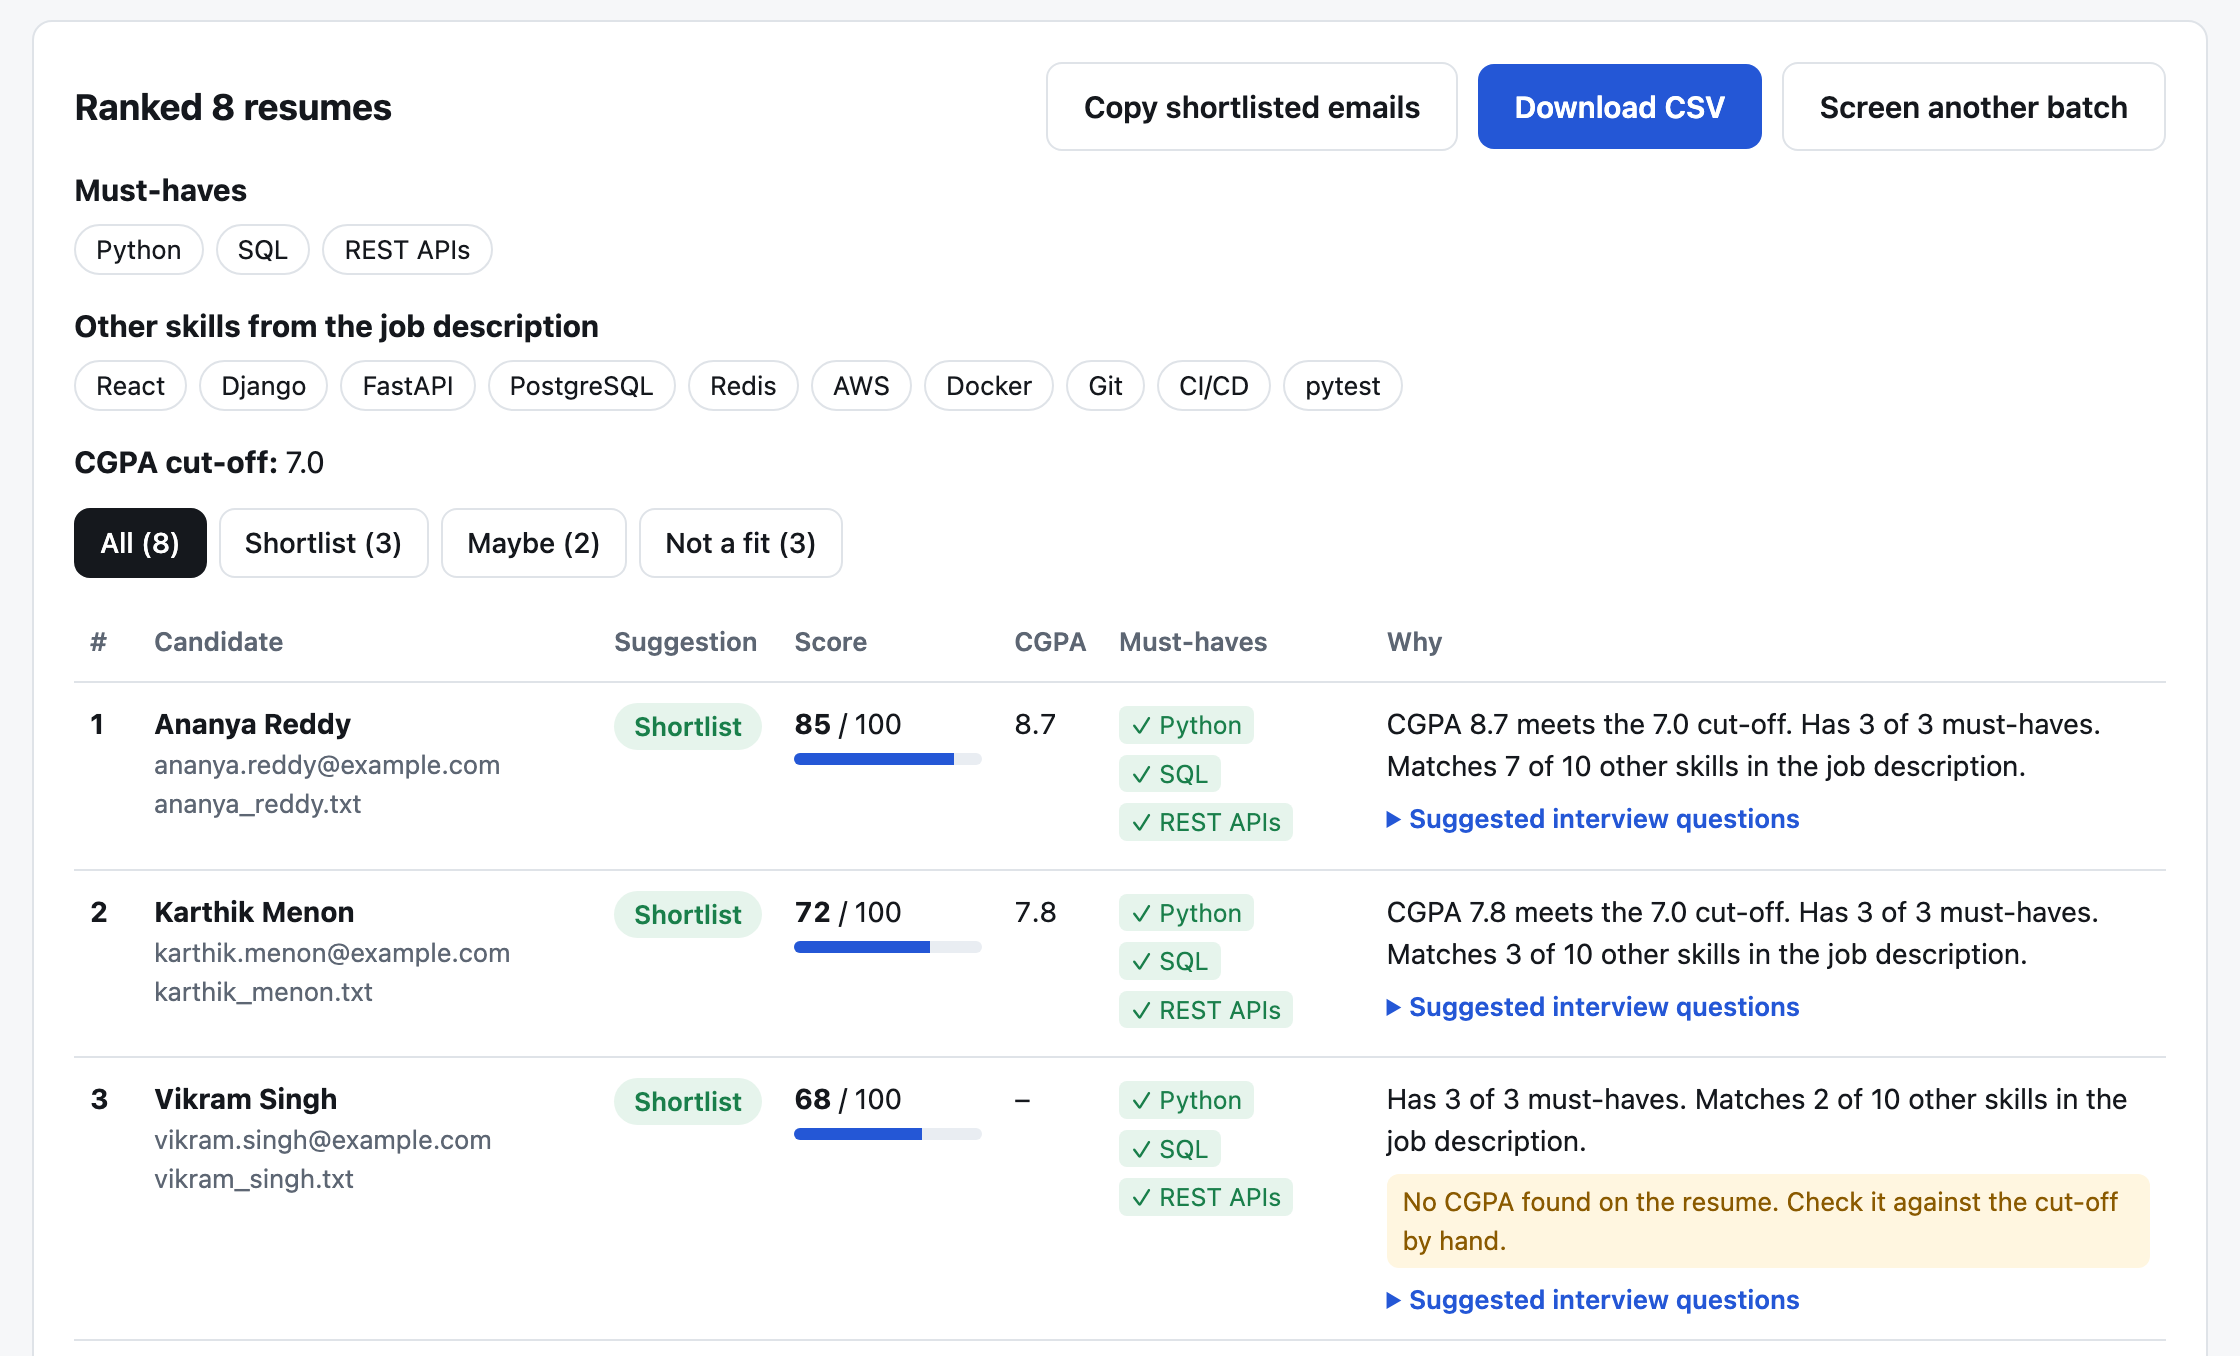 Ranked 8 resumes
Copy shortlisted emails
Download CSV
Screen another batch
Must-haves
Python
SQL
REST APIs
Other skills from the job description
React
Django
FastAPI
PostgreSQL
Redis
AWS
Docker
Git
CI/CD
pytest
CGPA cut-off: 7.0
All (8)
Shortlist (3)
Maybe (2)
Not a fit (3)
# Candidate Suggestion Score CGPA Must-haves Why
1
Ananya Reddy
ananya.reddy@example.com
ananya_reddy.txt
Shortlist
85 / 100
8.7
✓ Python
✓ SQL
✓ REST APIs
CGPA 8.7 meets the 7.0 cut-off. Has 3 of 3 must-haves.
Matches 7 of 10 other skills in the job description.
▶ Suggested interview questions
2
Karthik Menon
karthik.menon@example.com
karthik_menon.txt
Shortlist
72 / 100
7.8
✓ Python
✓ SQL
✓ REST APIs
CGPA 7.8 meets the 7.0 cut-off. Has 3 of 3 must-haves.
Matches 3 of 10 other skills in the job description.
▶ Suggested interview questions
3
Vikram Singh
vikram.singh@example.com
vikram_singh.txt
Shortlist
68 / 100
–
✓ Python
✓ SQL
✓ REST APIs
Has 3 of 3 must-haves. Matches 2 of 10 other skills in the
job description.
No CGPA found on the resume. Check it against the cut-off
by hand.
▶ Suggested interview questions